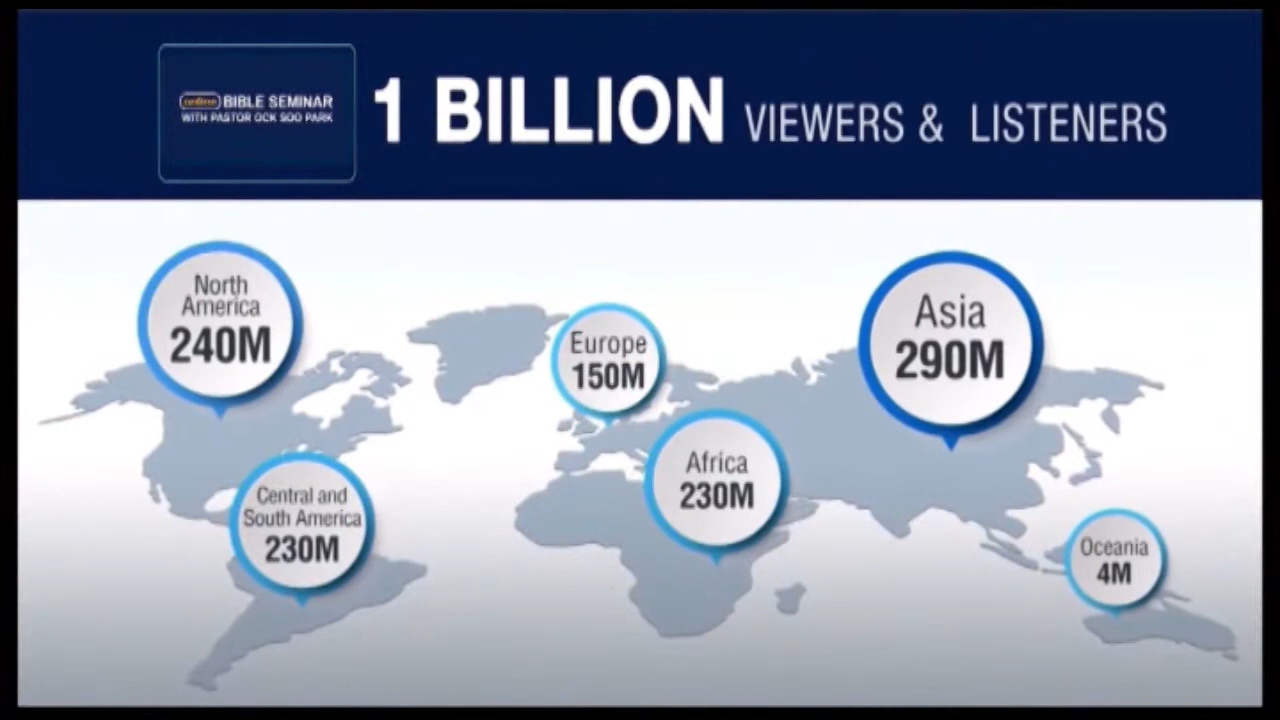 online BIBLE SEMINAR
WITH PASTOR OCK SOO PARK
1 BILLION VIEWERS & LISTENERS
North
America
240M
Europe
150M
Asia
290M
Central and
South America
230M
Africa
230M
Oceania
4M